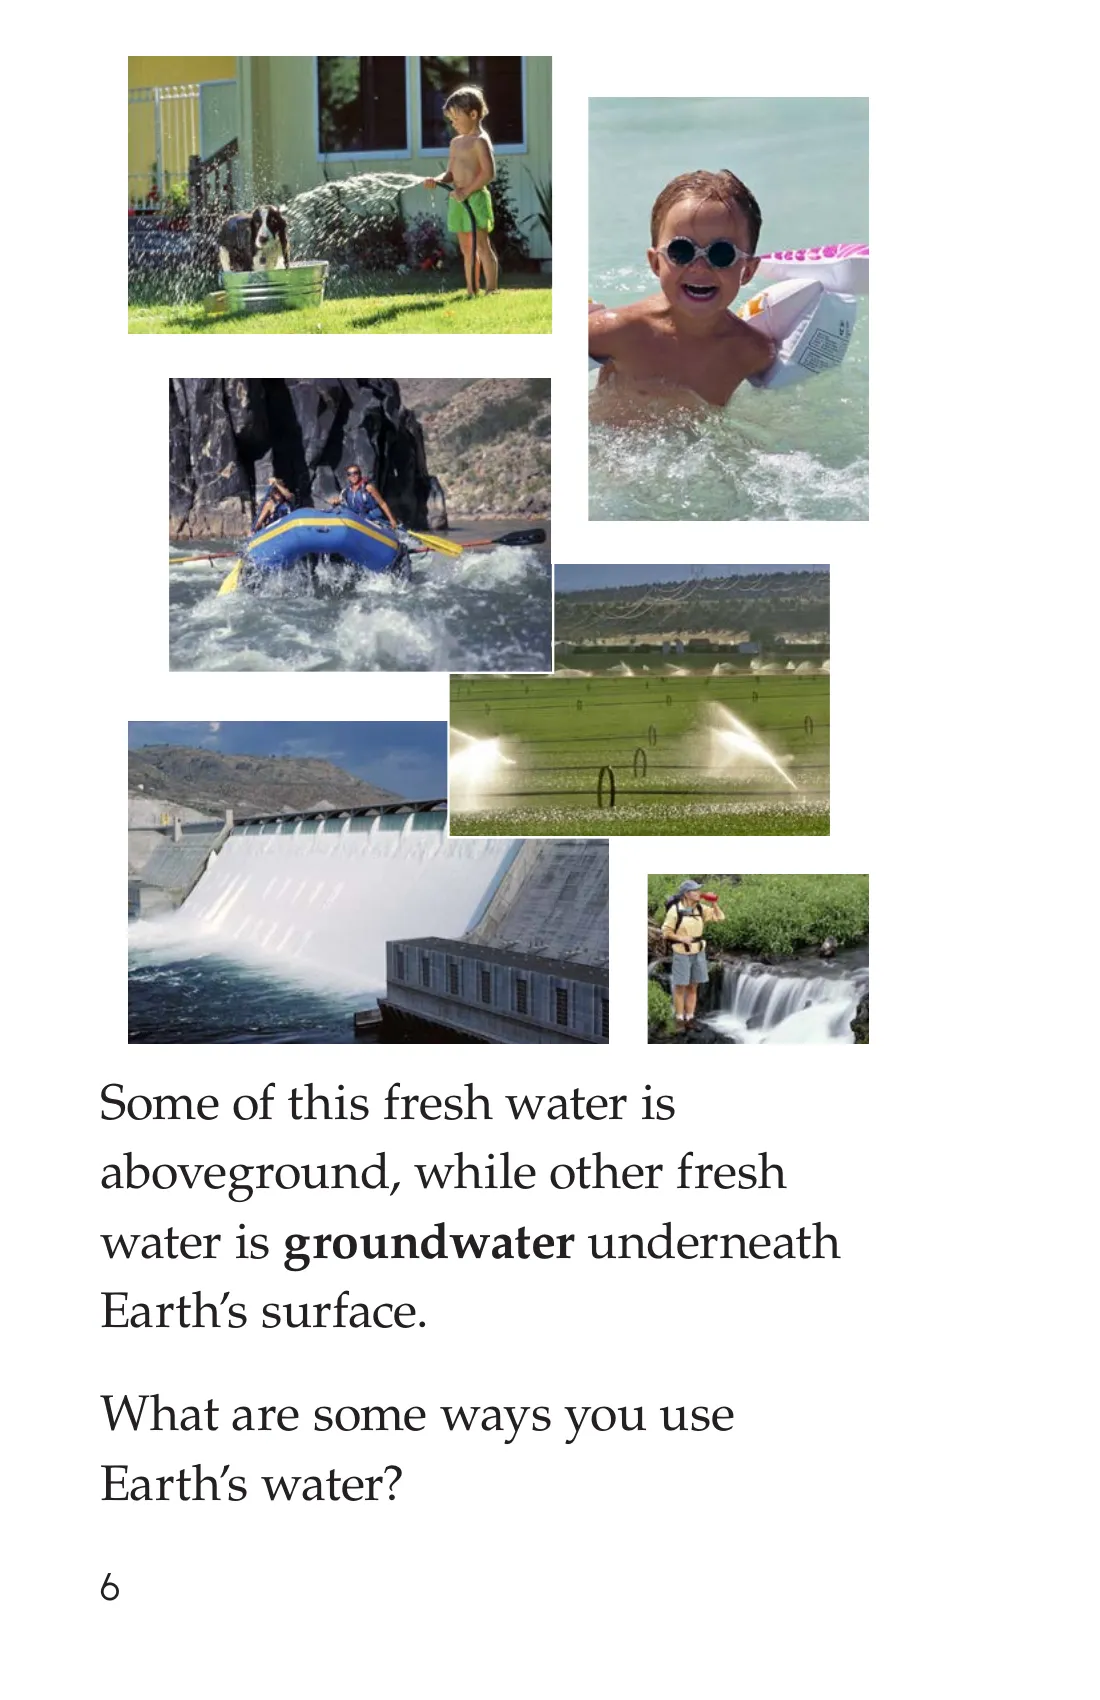 Some of this fresh water is
aboveground, while other fresh
water is groundwater underneath
Earth’s surface.
What are some ways you use
Earth’s water?
6